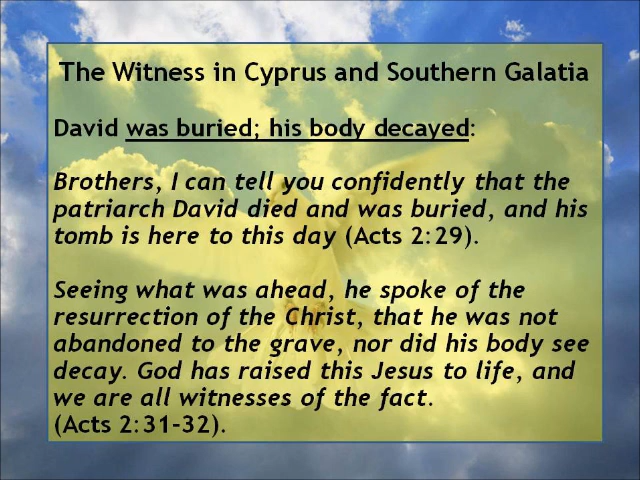 The Witness in Cyprus and Southern Galatia
David was buried; his body decayed:
Brothers, I can tell you confidently that the
patriarch David died and was buried, and his
tomb is here to this day (Acts 2:29).
Seeing what was ahead, he spoke of the
resurrection of the Christ, that he was not
abandoned to the grave, nor did his body see
decay. God has raised this Jesus to life, and
we are all witnesses of the fact.
(Acts 2:31-32).